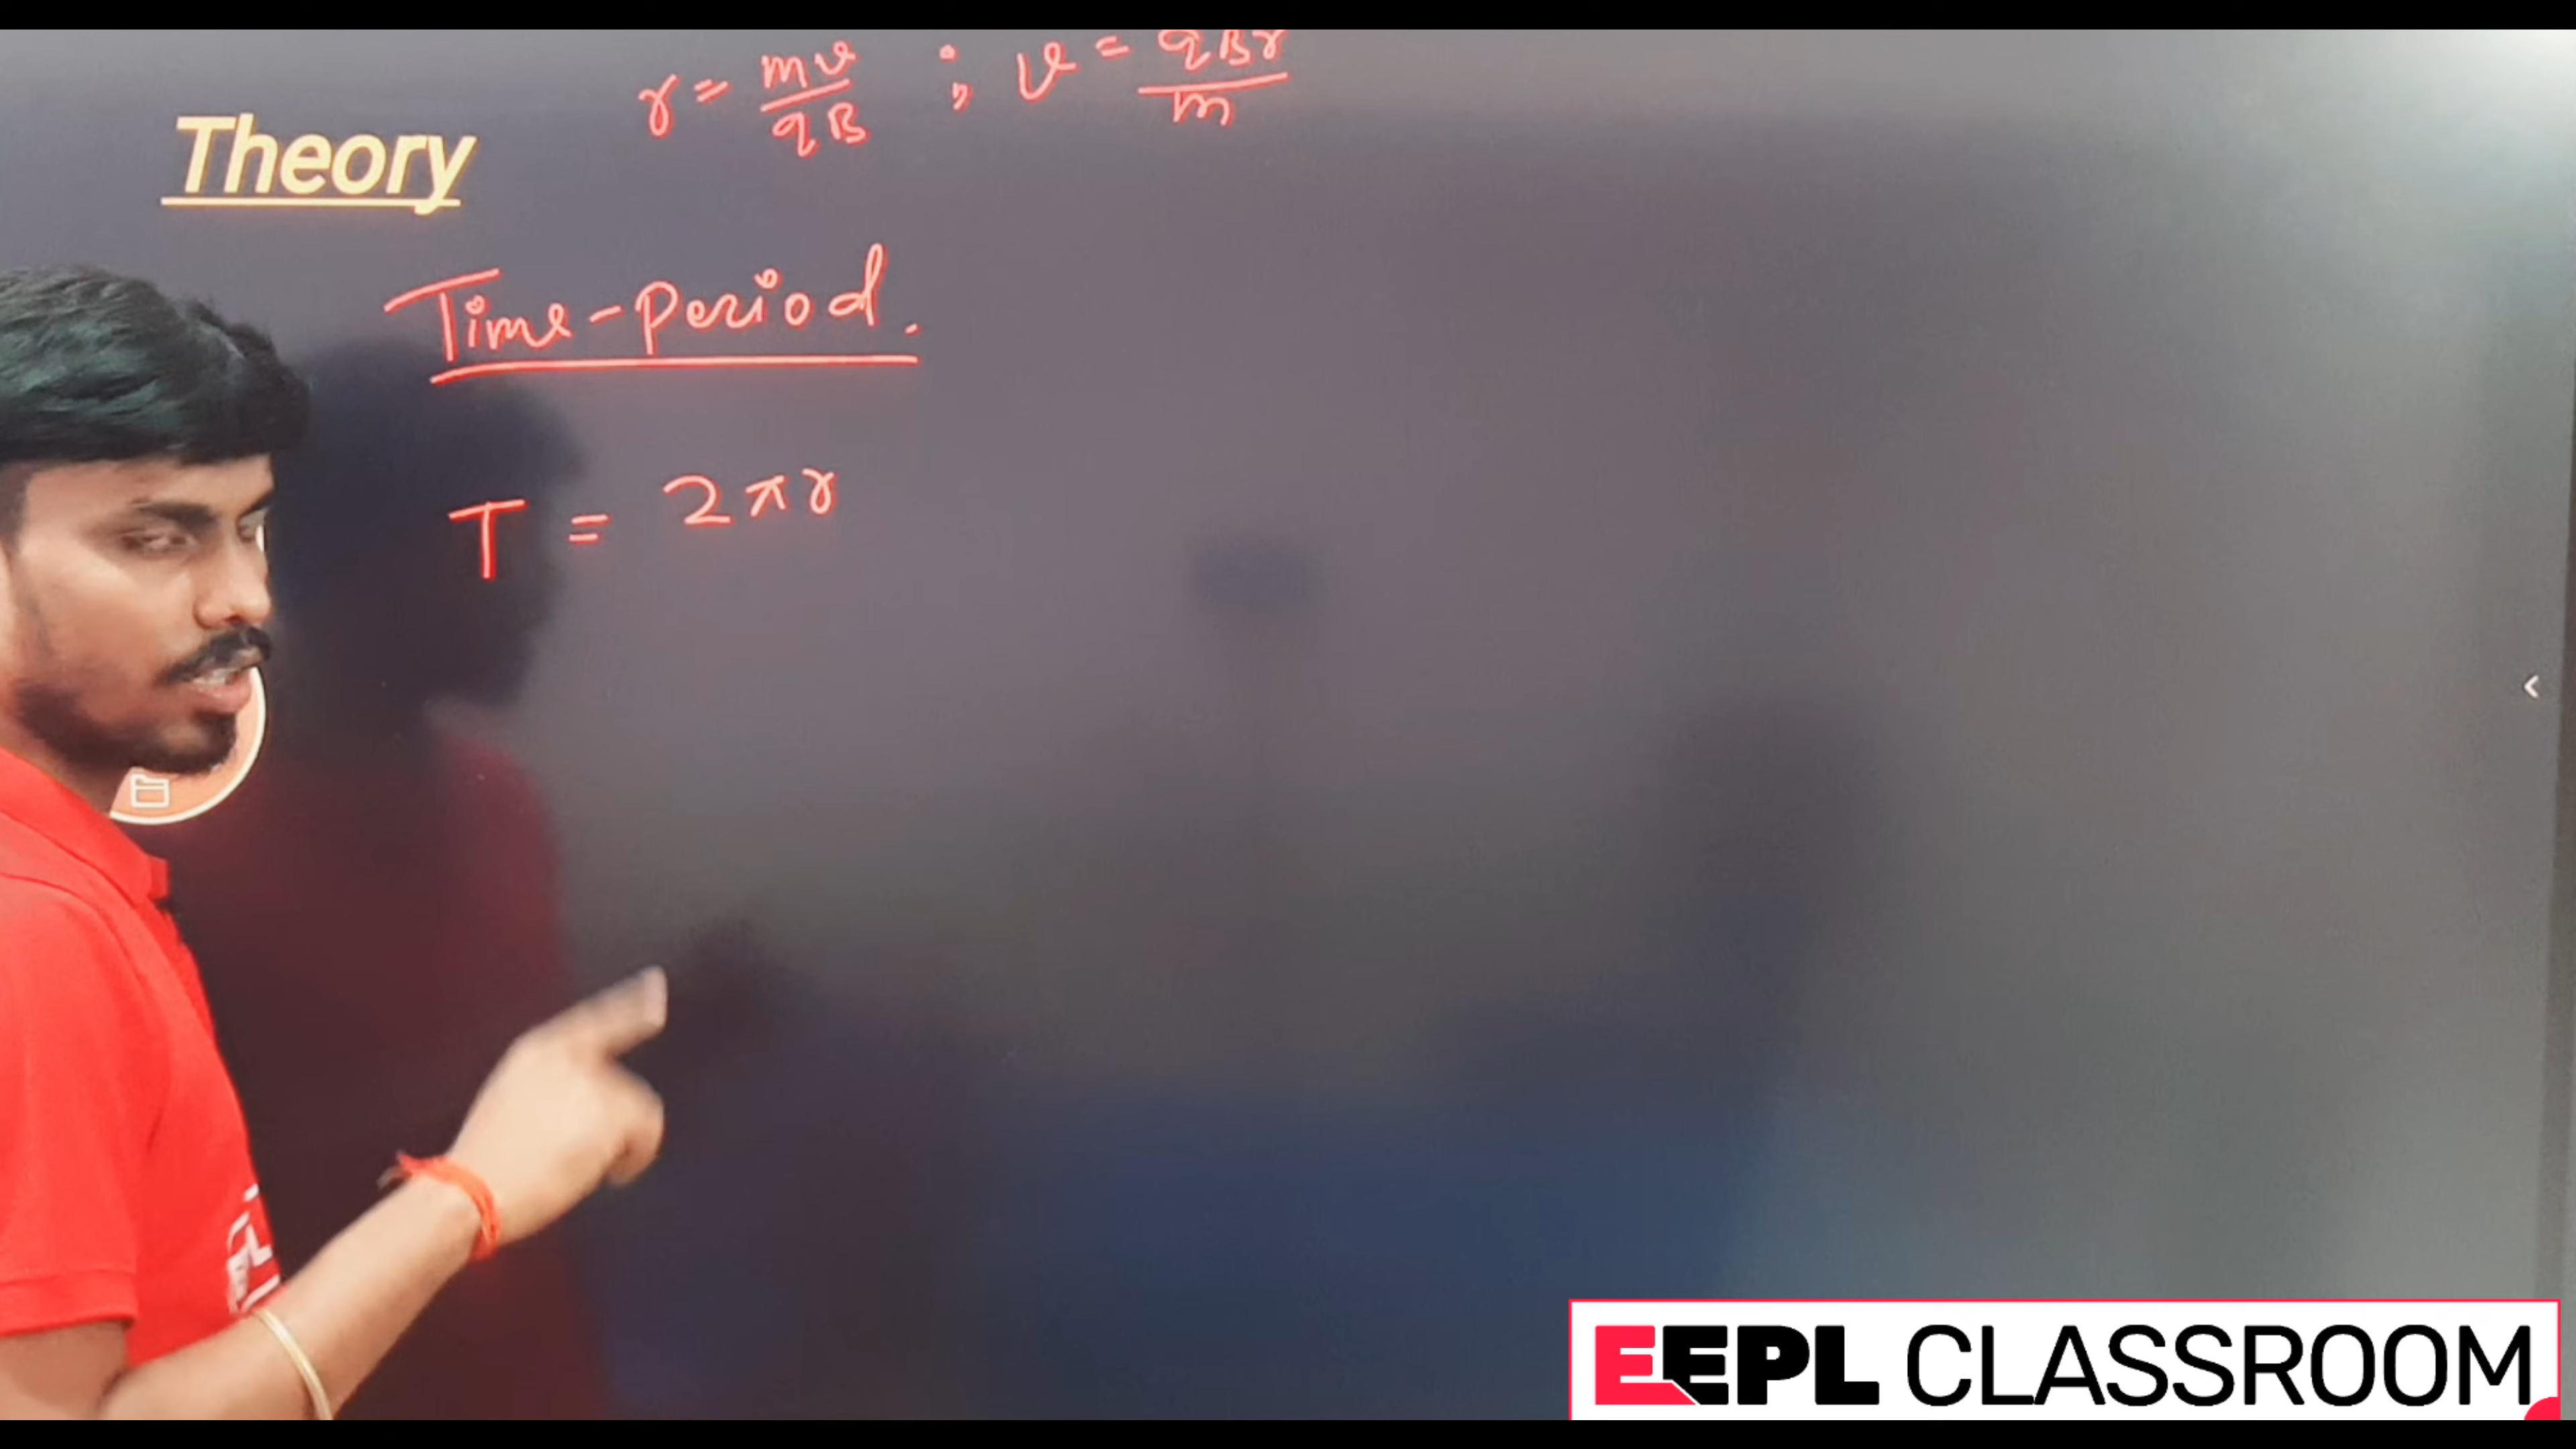 r = mv/qB ; v = qBr/m
Theory
Time-period.
T = 2πr
EEPL CLASSROOM